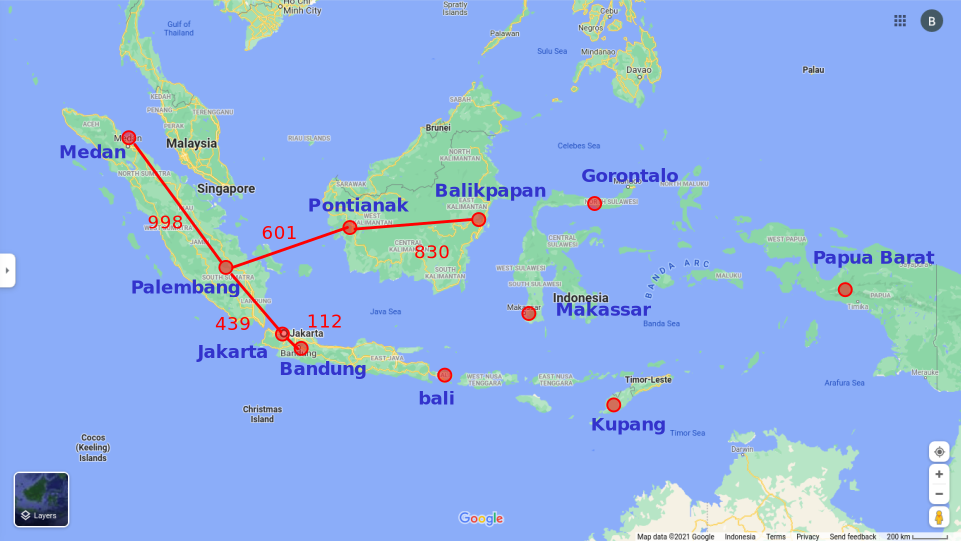 Ho Chi
Minh City
Spratly
Islands
Cebu
Negros
B
Gulf of
Thailand
Palawan
Sulu Sea
Mindanao
Davao
Palau
KEDAH
PENANG
TERENGGANU
ACEH
PERAK
SABAH
Brunei
Medan
Malaysia
RIAU ISLANDS
Celebes Sea
Medan
NORTH
KALIMANTAN
NORTH SUMATRA
Singapore
SARAWAK
Balikpapan
Gorontalo
NORTH MALUKU
EAST
KALIMANTAN
NORTH SULAWESI
Pontianak
WEST
KALIMANTAN
998
601
830
CENTRAL
SULAWESI
WEST PAPUA
Papua Barat
SOUTH SUMATRA
SOUTH
KALIMANTAN
WEST SULAWESI
BANDA ARC
MALUKU
SOUTH SULAWESI
Palembang
LAMPUNG
Indonesia
PAPUA
Timika
Makassar
Java Sea
Banda Sea
439
112
Jakarta
Jakarta
Bandung
EAST JAVA
Bandung
WEST NUSA
TENGGARA
EAST NUSA
TENGGARA
Timor-Leste
Merauke
Arafura Sea
bali
Kupang
Timor Sea
Christmas
Island
Cocos
(Keeling)
Islands
Darwin
Layers
Google
Map data ©2021 Google Indonesia Terms Privacy Send feedback 200 km